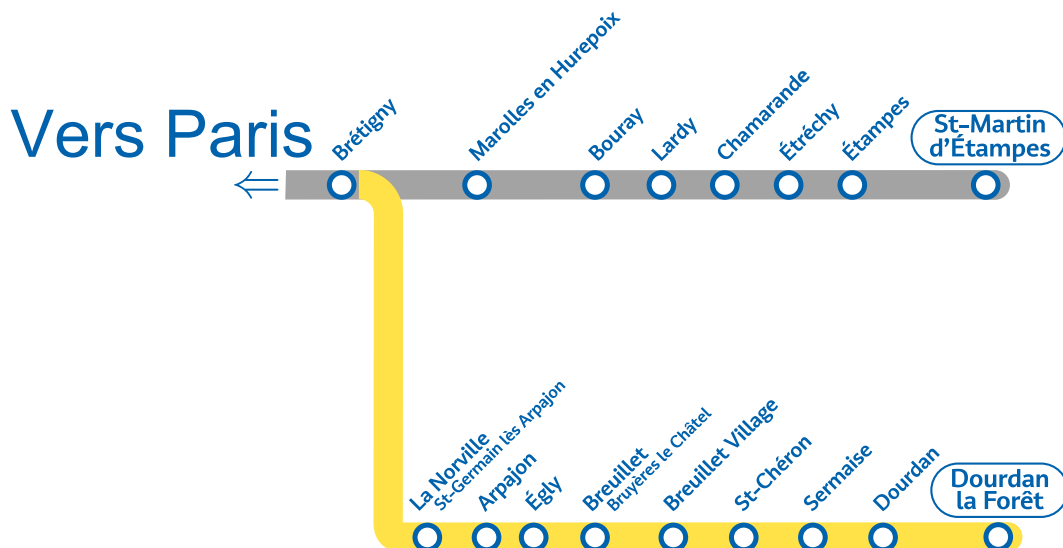 Vers Paris
Brétigny
Marolles en Hurepoix
Bouray
Lardy
Chamarande
Étréchy
Étampes
St-Martin
d'Étampes
La Norville
St-Germain lès Arpajon
Arpajon
Égly
Breuillet
Bruyères le Châtel
Breuillet Village
St-Chéron
Sermaise
Dourdan
Dourdan
la Forêt